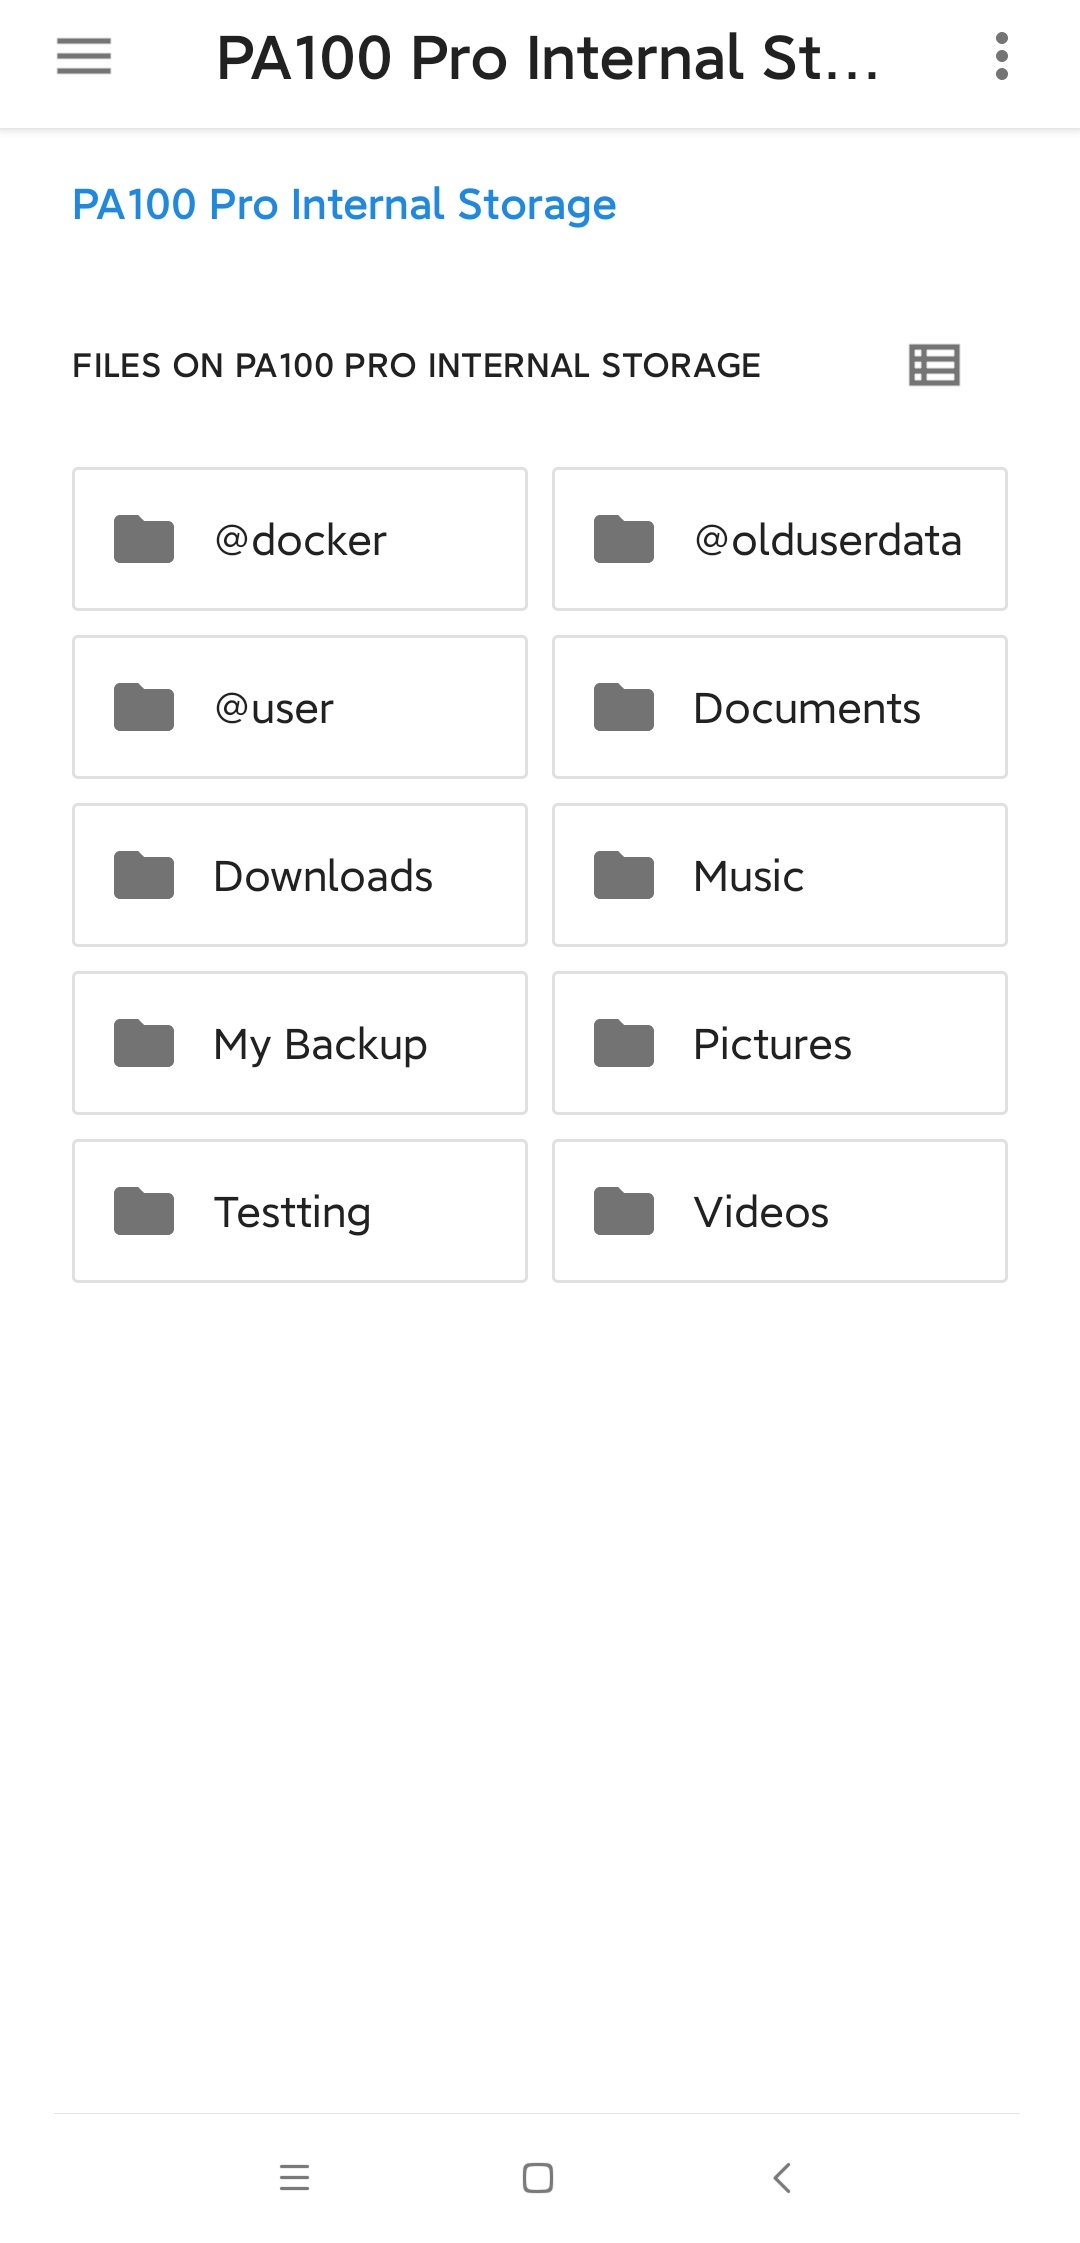 PA100 Pro Internal St...
PA100 Pro Internal Storage
FILES ON PA100 PRO INTERNAL STORAGE
@docker
@olduserdata
@user
Documents
Downloads
Music
My Backup
Pictures
Testting
Videos